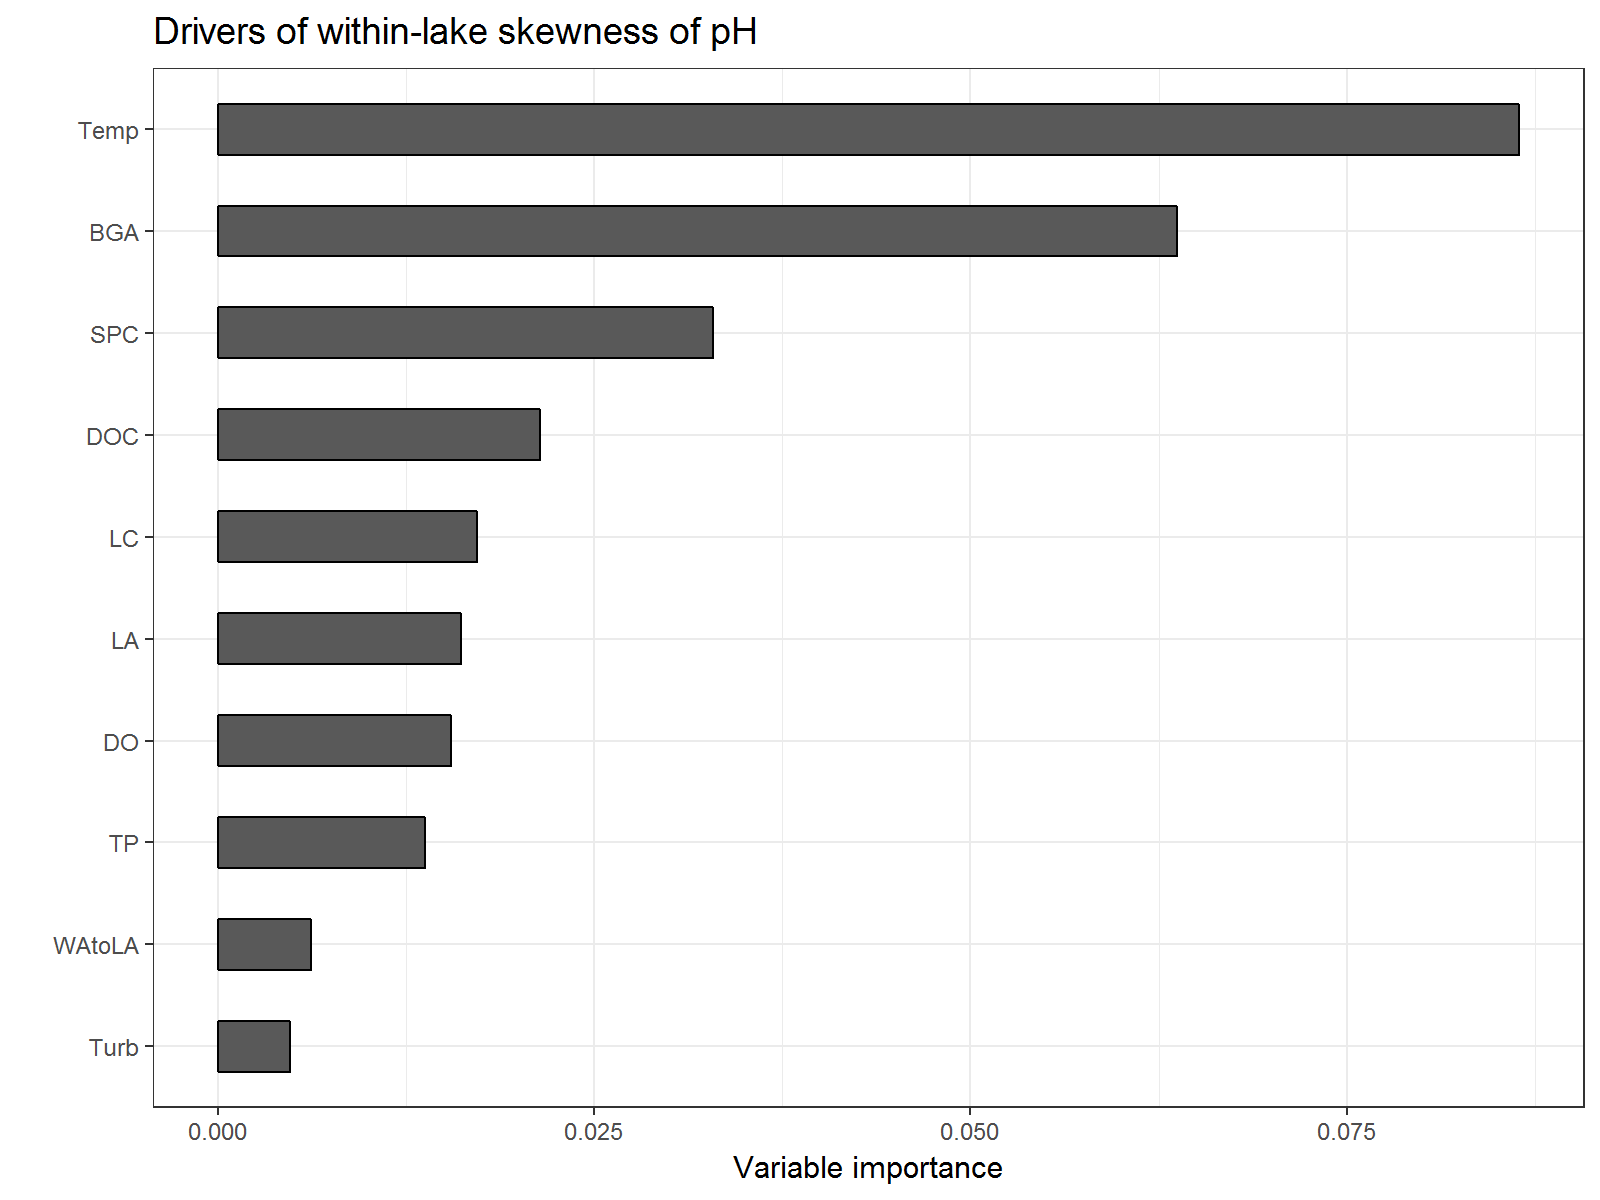 Drivers of within-lake skewness of pH
Temp
BGA
SPC
DOC
LC
LA
DO
TP
WAtoLA
Turb
0.000 0.025 0.050 0.075
Variable importance